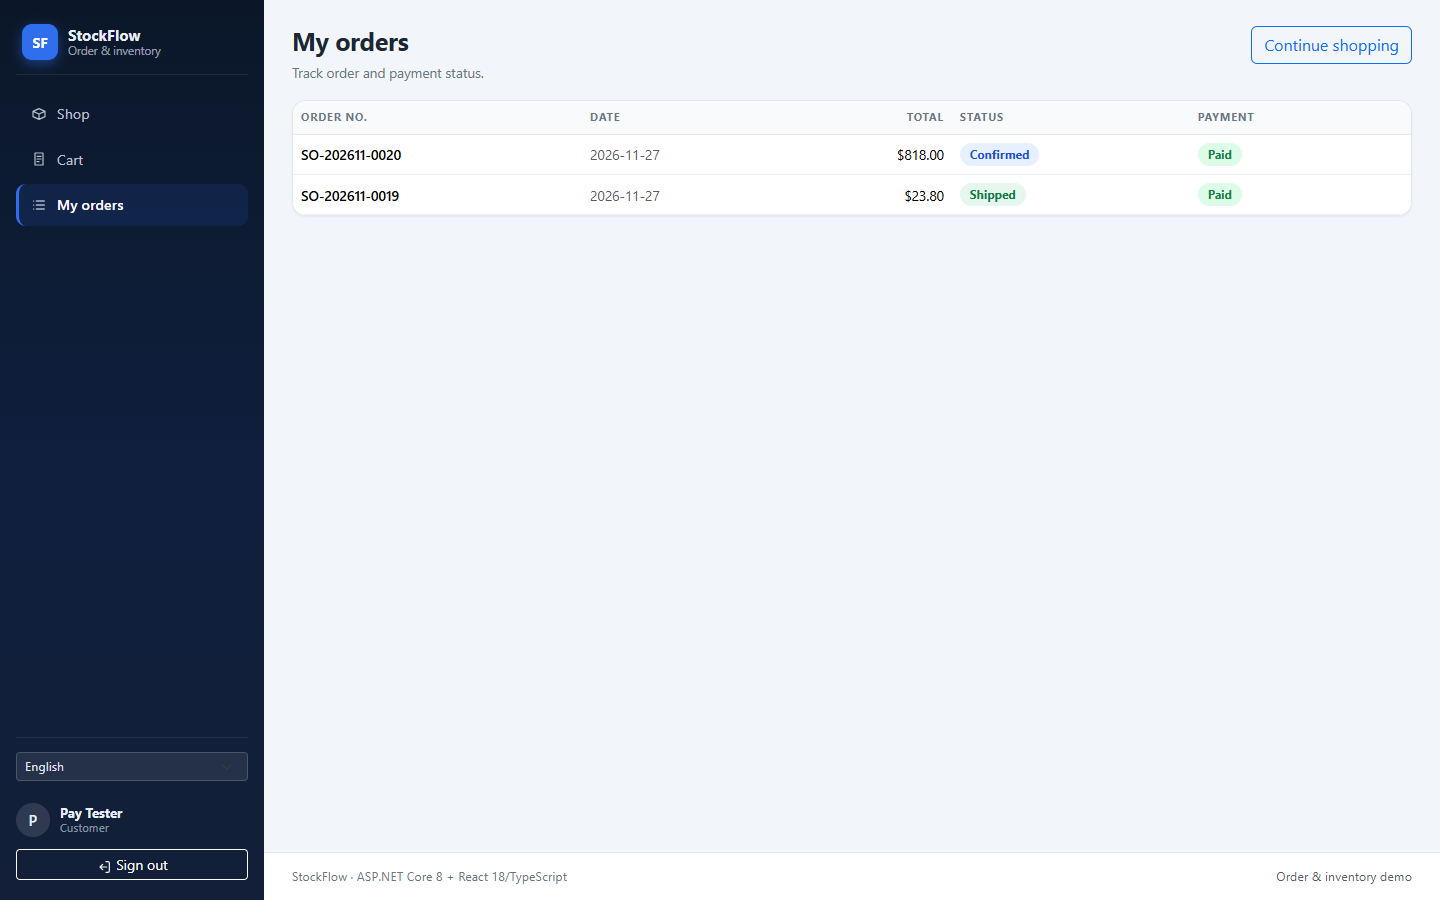 SF
StockFlow
Order & inventory
Shop
Cart
My orders
English
P
Pay Tester
Customer
Sign out
My orders
Track order and payment status.
Continue shopping
ORDER NO. DATE TOTAL STATUS PAYMENT
SO-202611-0020 2026-11-27 $818.00 Confirmed Paid
SO-202611-0019 2026-11-27 $23.80 Shipped Paid
StockFlow · ASP.NET Core 8 + React 18/TypeScript
Order & inventory demo